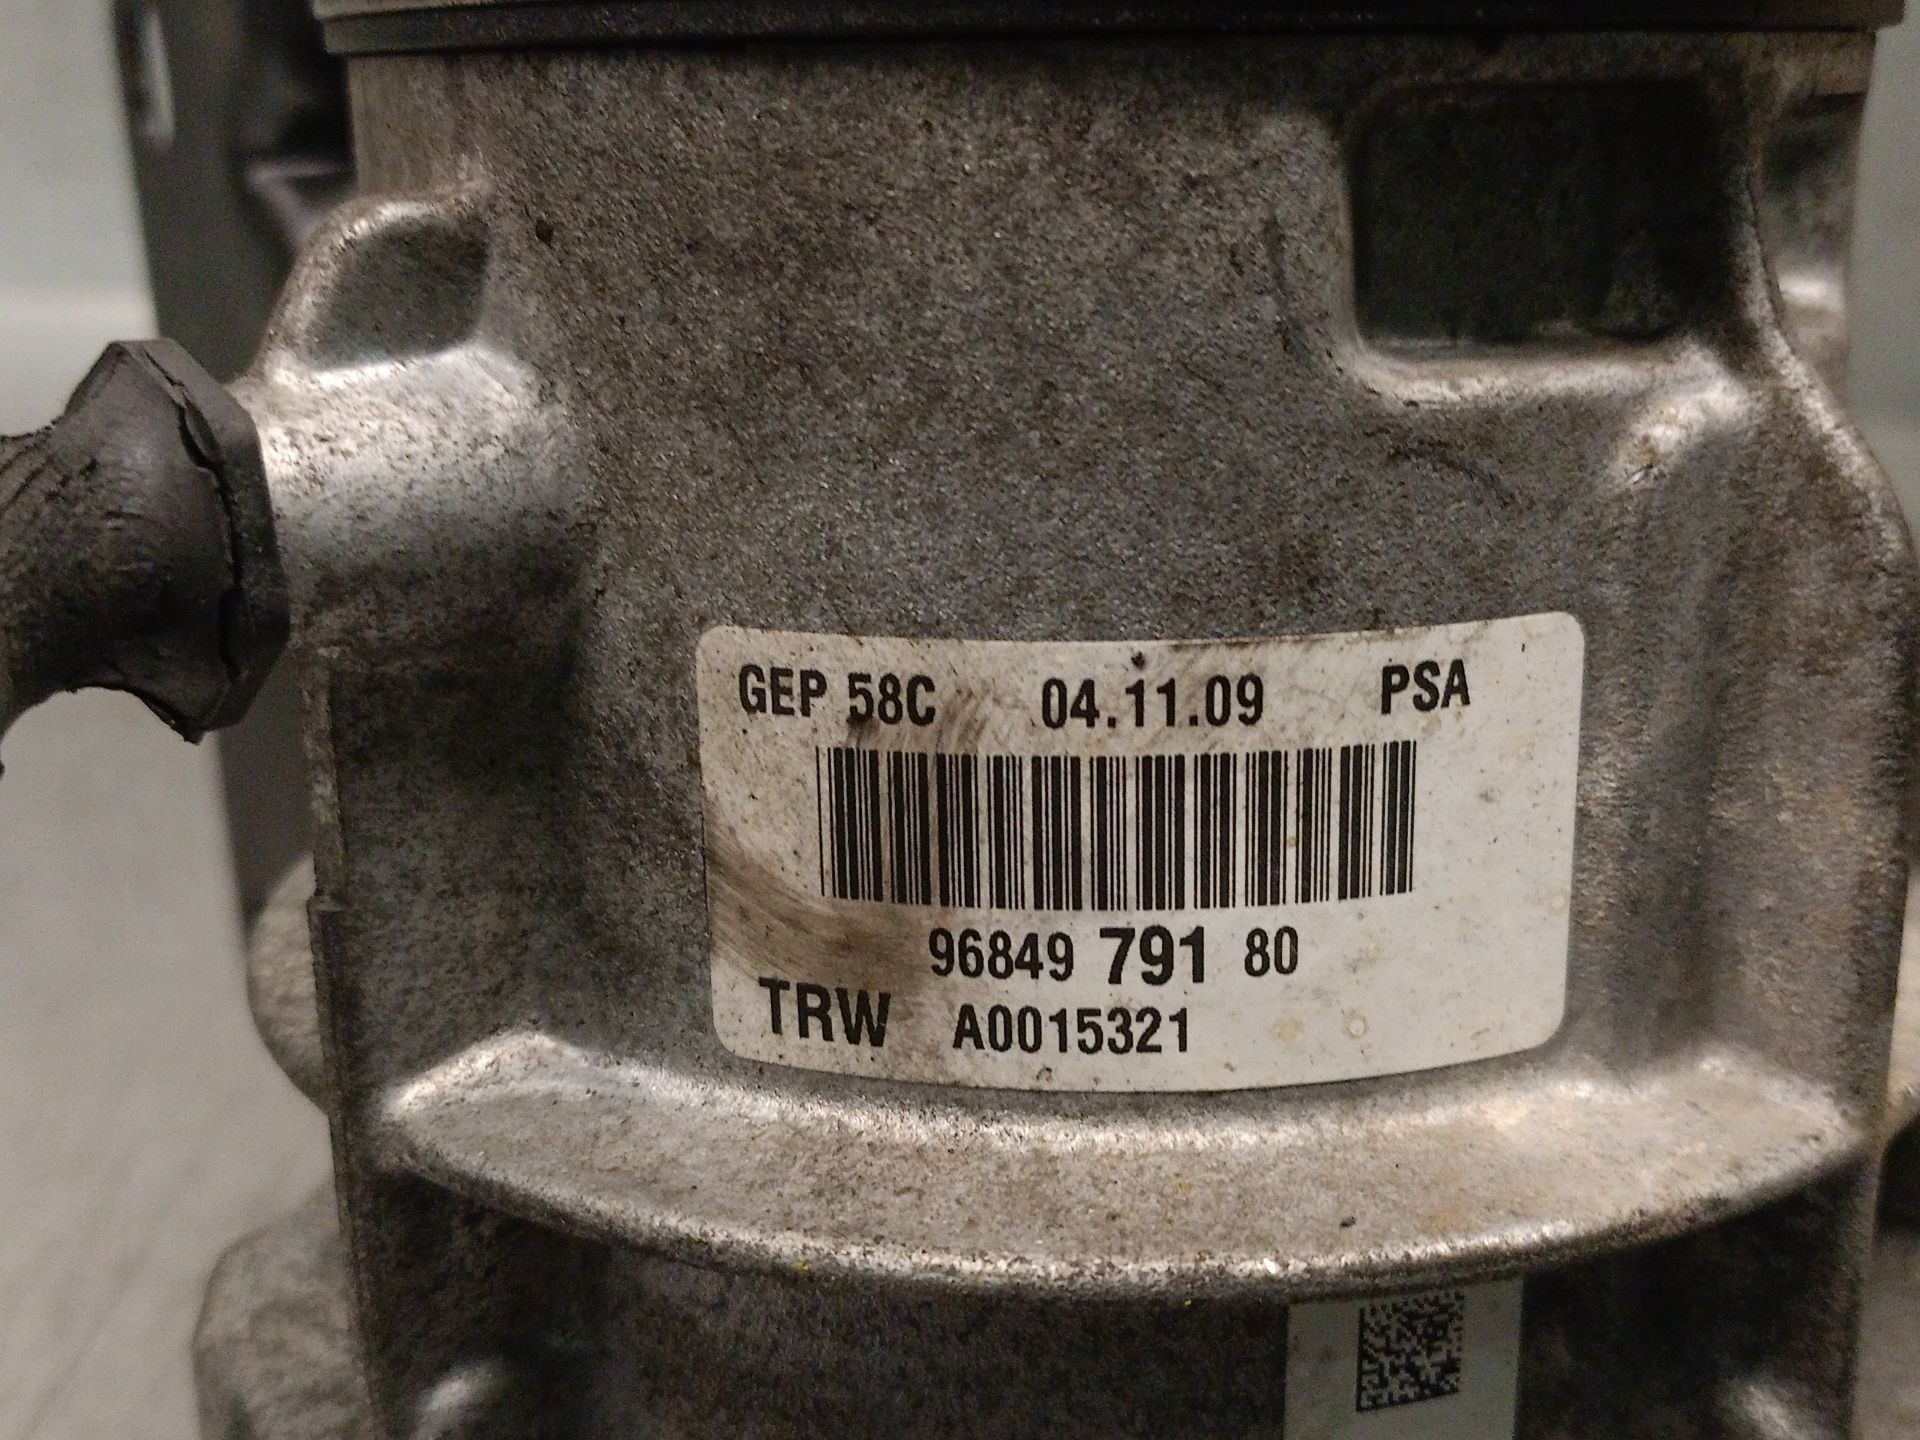 GEP 58C 04.11.09 PSA
96849 791 80
TRW A0015321